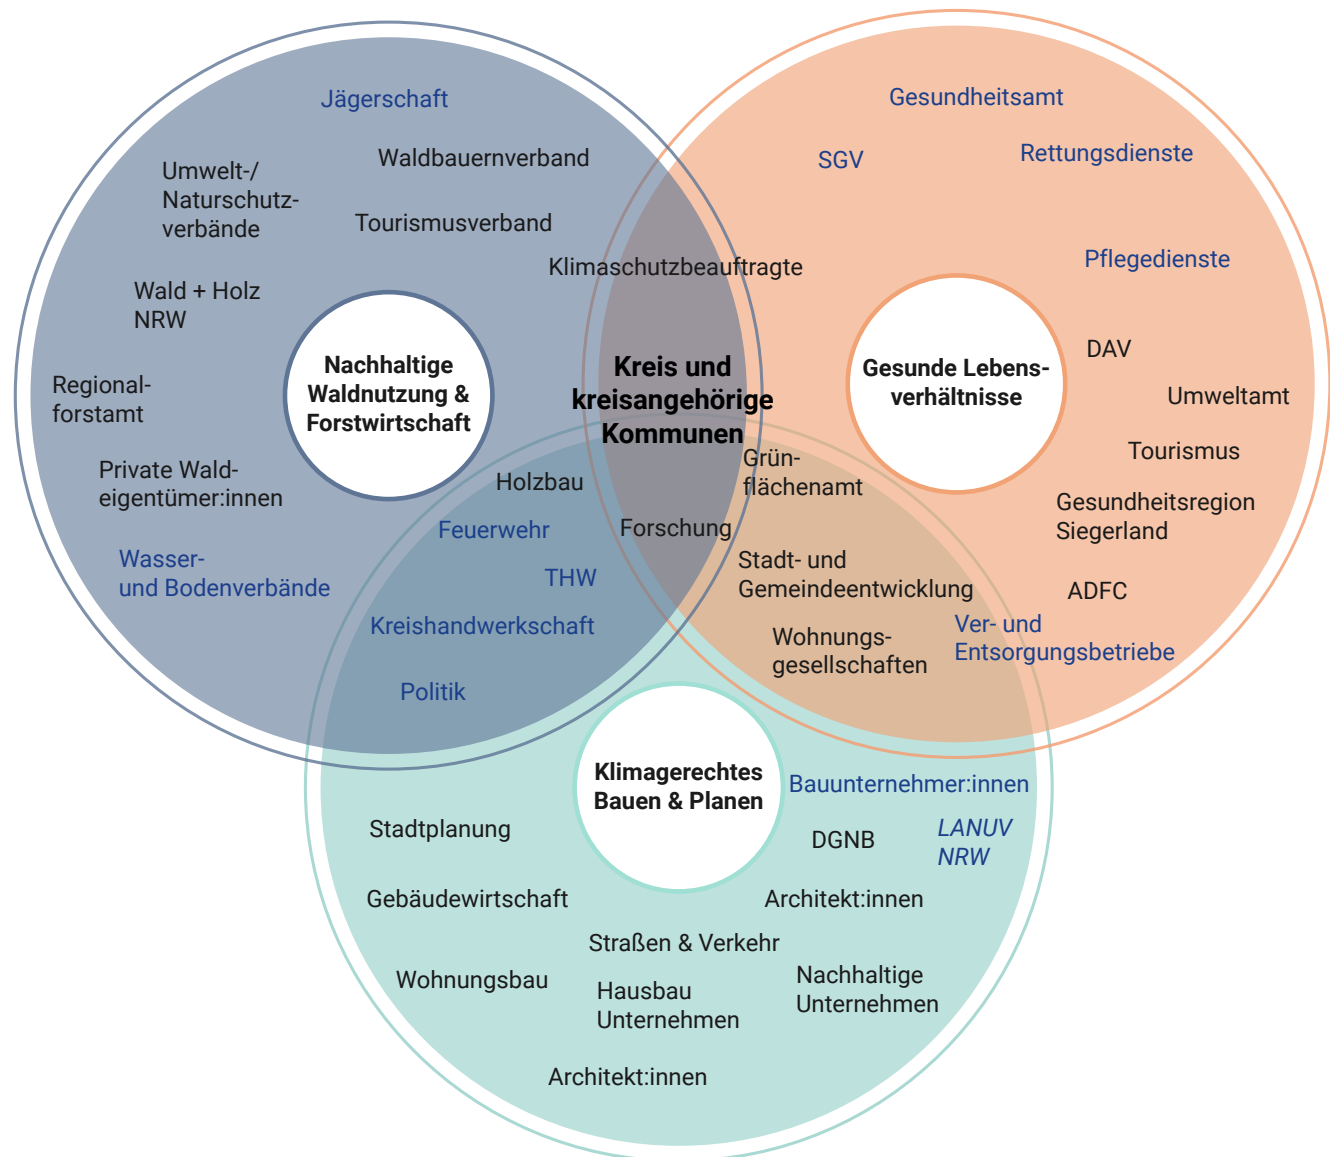 Jägerschaft
Waldbauernverband
Umwelt-/
Naturschutz-
verbände
Tourismusverband
Klimaschutzbeauftragte
Wald + Holz
NRW
Nachhaltige
Waldnutzung &
Forstwirtschaft
Regional-
forstamt
Private Wald-
eigentümer:innen
Wasser-
und Bodenverbände
Gesundheitsamt
SGV
Rettungsdienste
Pflegedienste
DAV
Gesunde Lebens-
verhältnisse
Umweltamt
Tourismus
Gesundheitsregion
Siegerland
ADFC
Kreis und
kreisangehörige
Kommunen
Holzbau
Feuerwehr
THW
Kreishandwerkschaft
Politik
Forschung
Grün-
flächenamt
Stadt- und
Gemeindeentwicklung
Wohnungs-
gesellschaften
Ver- und
Entsorgungsbetriebe
Klimagerechtes
Bauen & Planen
Bauunternehmer:innen
Stadtplanung
DGNB
LANUV
NRW
Gebäudewirtschaft
Architekt:innen
Straßen & Verkehr
Wohnungsbau
Hausbau
Unternehmen
Nachhaltige
Unternehmen
Architekt:innen